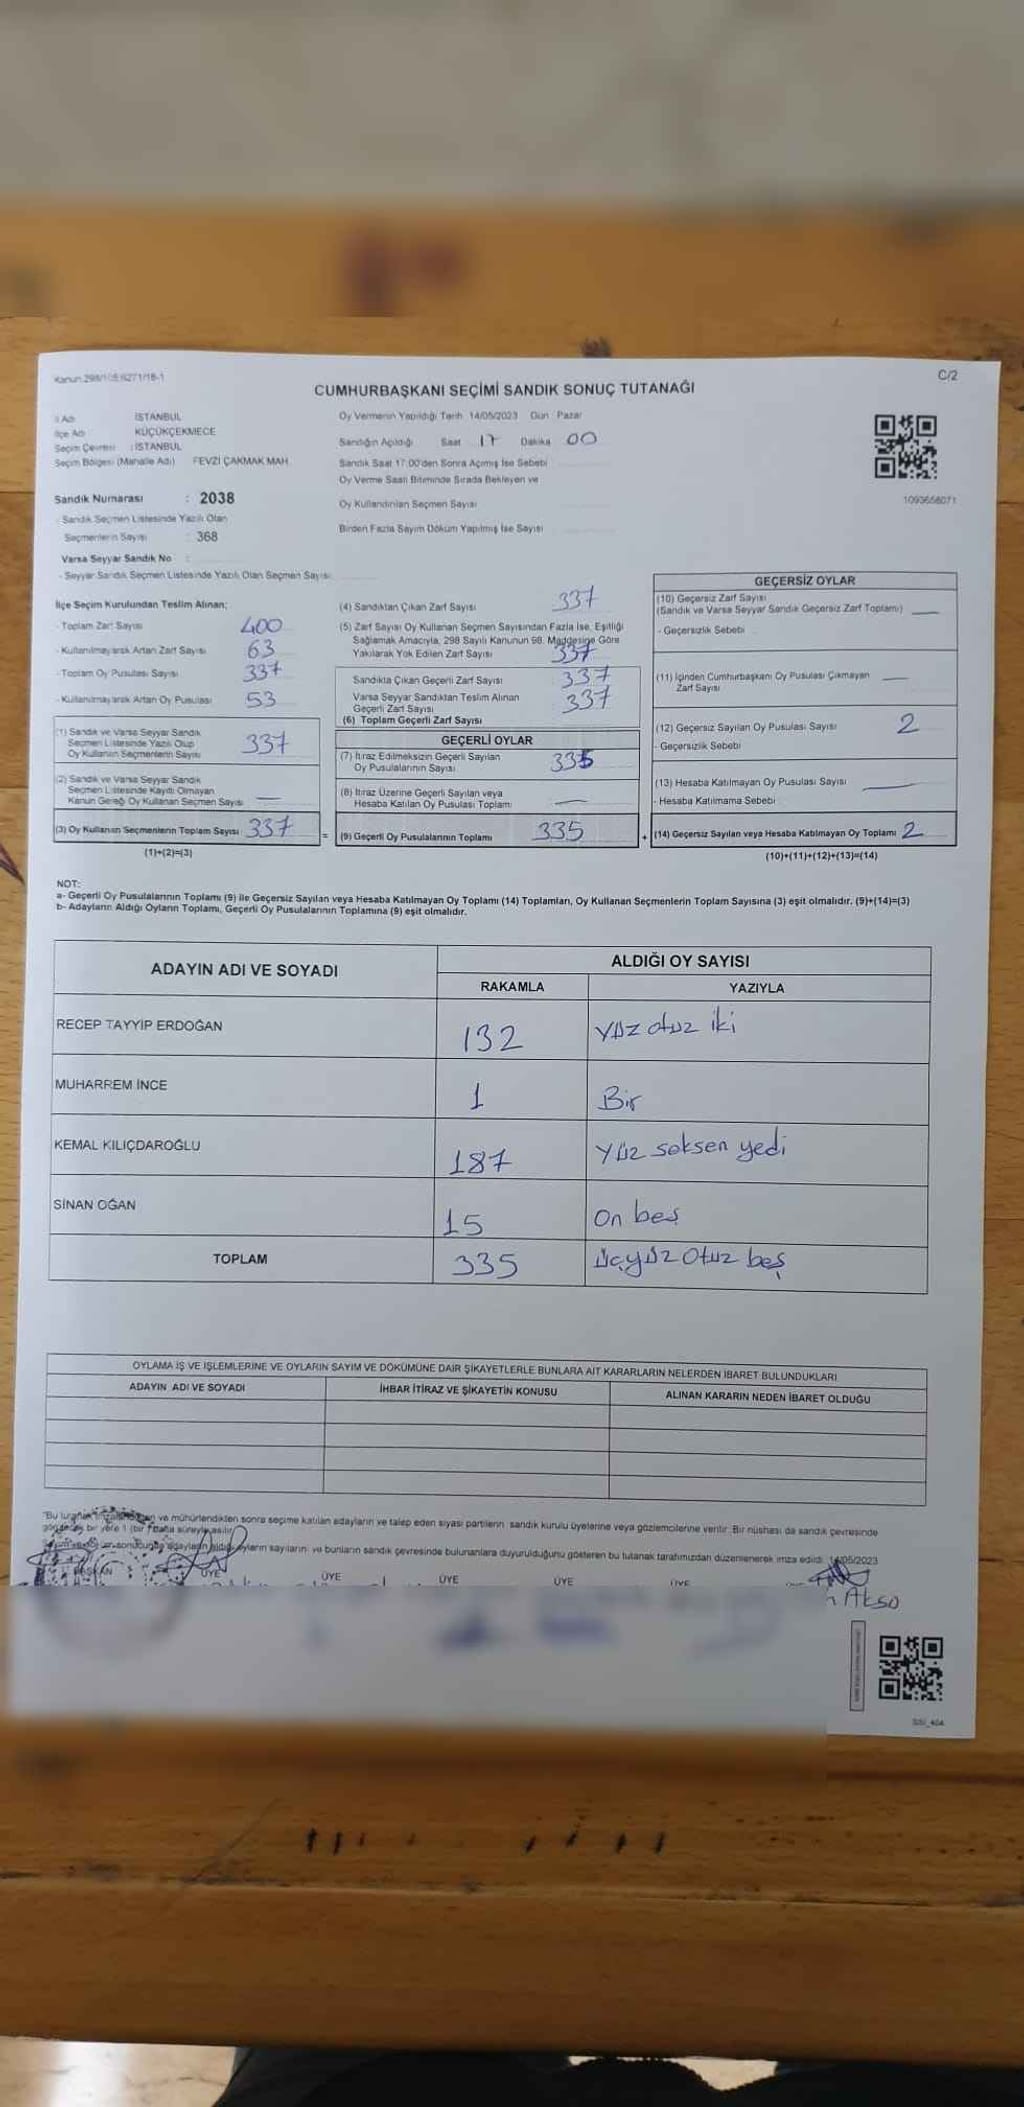 Kanun 298/105;6271/18-1
C/2
CUMHURBAŞKANI SEÇİMİ SANDIK SONUÇ TUTANAĞI
İl Adı İSTANBUL
İlçe Adı KÜÇÜKÇEKMECE
Seçim Çevresi : İSTANBUL
Seçim Bölgesi (Mahalle Adı) FEVZİ ÇAKMAK MAH.
Sandık Numarası : 2038
- Sandık Seçmen Listesinde Yazılı Olan
Seçmenlerin Sayısı : 368
Varsa Seyyar Sandık No :
- Seyyar Sandık Seçmen Listesinde Yazılı Olan Seçmen Sayısı
Oy Vermenin Yapıldığı Tarih 14/05/2023 Gün Pazar
Sandığın Açıldığı Saat 17 Dakika 00
Sandık Saat 17:00'den Sonra Açılmış İse Sebebi
Oy Verme Saati Bitiminde Sırada Bekleyen ve
Oy Kullandırılan Seçmen Sayısı
Birden Fazla Sayım Döküm Yapılmış İse Sayısı
1093658071
İlçe Seçim Kurulundan Teslim Alınan;
- Toplam Zarf Sayısı 400
- Kullanılmayarak Artan Zarf Sayısı 63
- Toplam Oy Pusulası Sayısı 337
- Kullanılmayarak Artan Oy Pusulası 53
(1) Sandık ve Varsa Seyyar Sandık
Seçmen Listesinde Yazılı Olup
Oy Kullanan Seçmenlerin Sayısı 337
(2) Sandık ve Varsa Seyyar Sandık
Seçmen Listesinde Kaydı Olmayan
Kanun Gereği Oy Kullanan Seçmen Sayısı —
(3) Oy Kullanan Seçmenlerin Toplam Sayısı 337
(1)+(2)=(3)
=
(4) Sandıktan Çıkan Zarf Sayısı 337
(5) Zarf Sayısı Oy Kullanan Seçmen Sayısından Fazla İse, Eşitliği
Sağlamak Amacıyla, 298 Sayılı Kanunun 98. Maddesine Göre
Yakılarak Yok Edilen Zarf Sayısı 337
Sandıkta Çıkan Geçerli Zarf Sayısı 337
Varsa Seyyar Sandıktan Teslim Alınan
Geçerli Zarf Sayısı 337
(6) Toplam Geçerli Zarf Sayısı
GEÇERLİ OYLAR
(7) İtiraz Edilmeksizin Geçerli Sayılan
Oy Pusulalarının Sayısı 335
(8) İtiraz Üzerine Geçerli Sayılan veya
Hesaba Katılan Oy Pusulası Toplamı —
(9) Geçerli Oy Pusulalarının Toplamı 335
+
GEÇERSİZ OYLAR
(10) Geçersiz Zarf Sayısı
(Sandık ve Varsa Seyyar Sandık Geçersiz Zarf Toplamı) —
- Geçersizlik Sebebi
(11) İçinden Cumhurbaşkanı Oy Pusulası Çıkmayan
Zarf Sayısı —
(12) Geçersiz Sayılan Oy Pusulası Sayısı 2
- Geçersizlik Sebebi
(13) Hesaba Katılmayan Oy Pusulası Sayısı —
- Hesaba Katılmama Sebebi
(14) Geçersiz Sayılan veya Hesaba Katılmayan Oy Toplamı 2
(10)+(11)+(12)+(13)=(14)
NOT:
a- Geçerli Oy Pusulalarının Toplamı (9) ile Geçersiz Sayılan veya Hesaba Katılmayan Oy Toplamı (14) Toplamları, Oy Kullanan Seçmenlerin Toplam Sayısına (3) eşit olmalıdır. (9)+(14)=(3)
b- Adayların Aldığı Oyların Toplamı, Geçerli Oy Pusulalarının Toplamına (9) eşit olmalıdır.
ADAYIN ADI VE SOYADI ALDIĞI OY SAYISI
RAKAMLA YAZIYLA
RECEP TAYYİP ERDOĞAN 132 yüz otuz iki
MUHARREM İNCE 1 Bir
KEMAL KILIÇDAROĞLU 187 yüz seksen yedi
SİNAN OĞAN 15 On beş
TOPLAM 335 üçyüz otuz beş
OYLAMA İŞ VE İŞLEMLERİNE VE OYLARIN SAYIM VE DÖKÜMÜNE DAİR ŞİKAYETLERLE BUNLARA AİT KARARLARIN NELERDEN İBARET BULUNDUKLARI
ADAYIN ADI VE SOYADI İHBAR İTİRAZ VE ŞİKAYETİN KONUSU ALINAN KARARIN NEDEN İBARET OLDUĞU
"Bu ve mühürlendikten sonra seçime katılan adayların ve talep eden siyasi partilerin sandık kurulu üyelerine veya gözlemcilerine verilir. Bir nüshası da sandık çevresinde
bir yere 1 (bir) hafta süreyle asılır.
adayların aldığı oyların sayılarını ve bunların sandık çevresinde bulunanlara duyurulduğunu gösteren bu tutanak tarafımızdan düzenlenerek imza edildi. 14/05/2023
BAŞKAN ÜYE ÜYE ÜYE ÜYE ÜYE
Akso
SSI_404